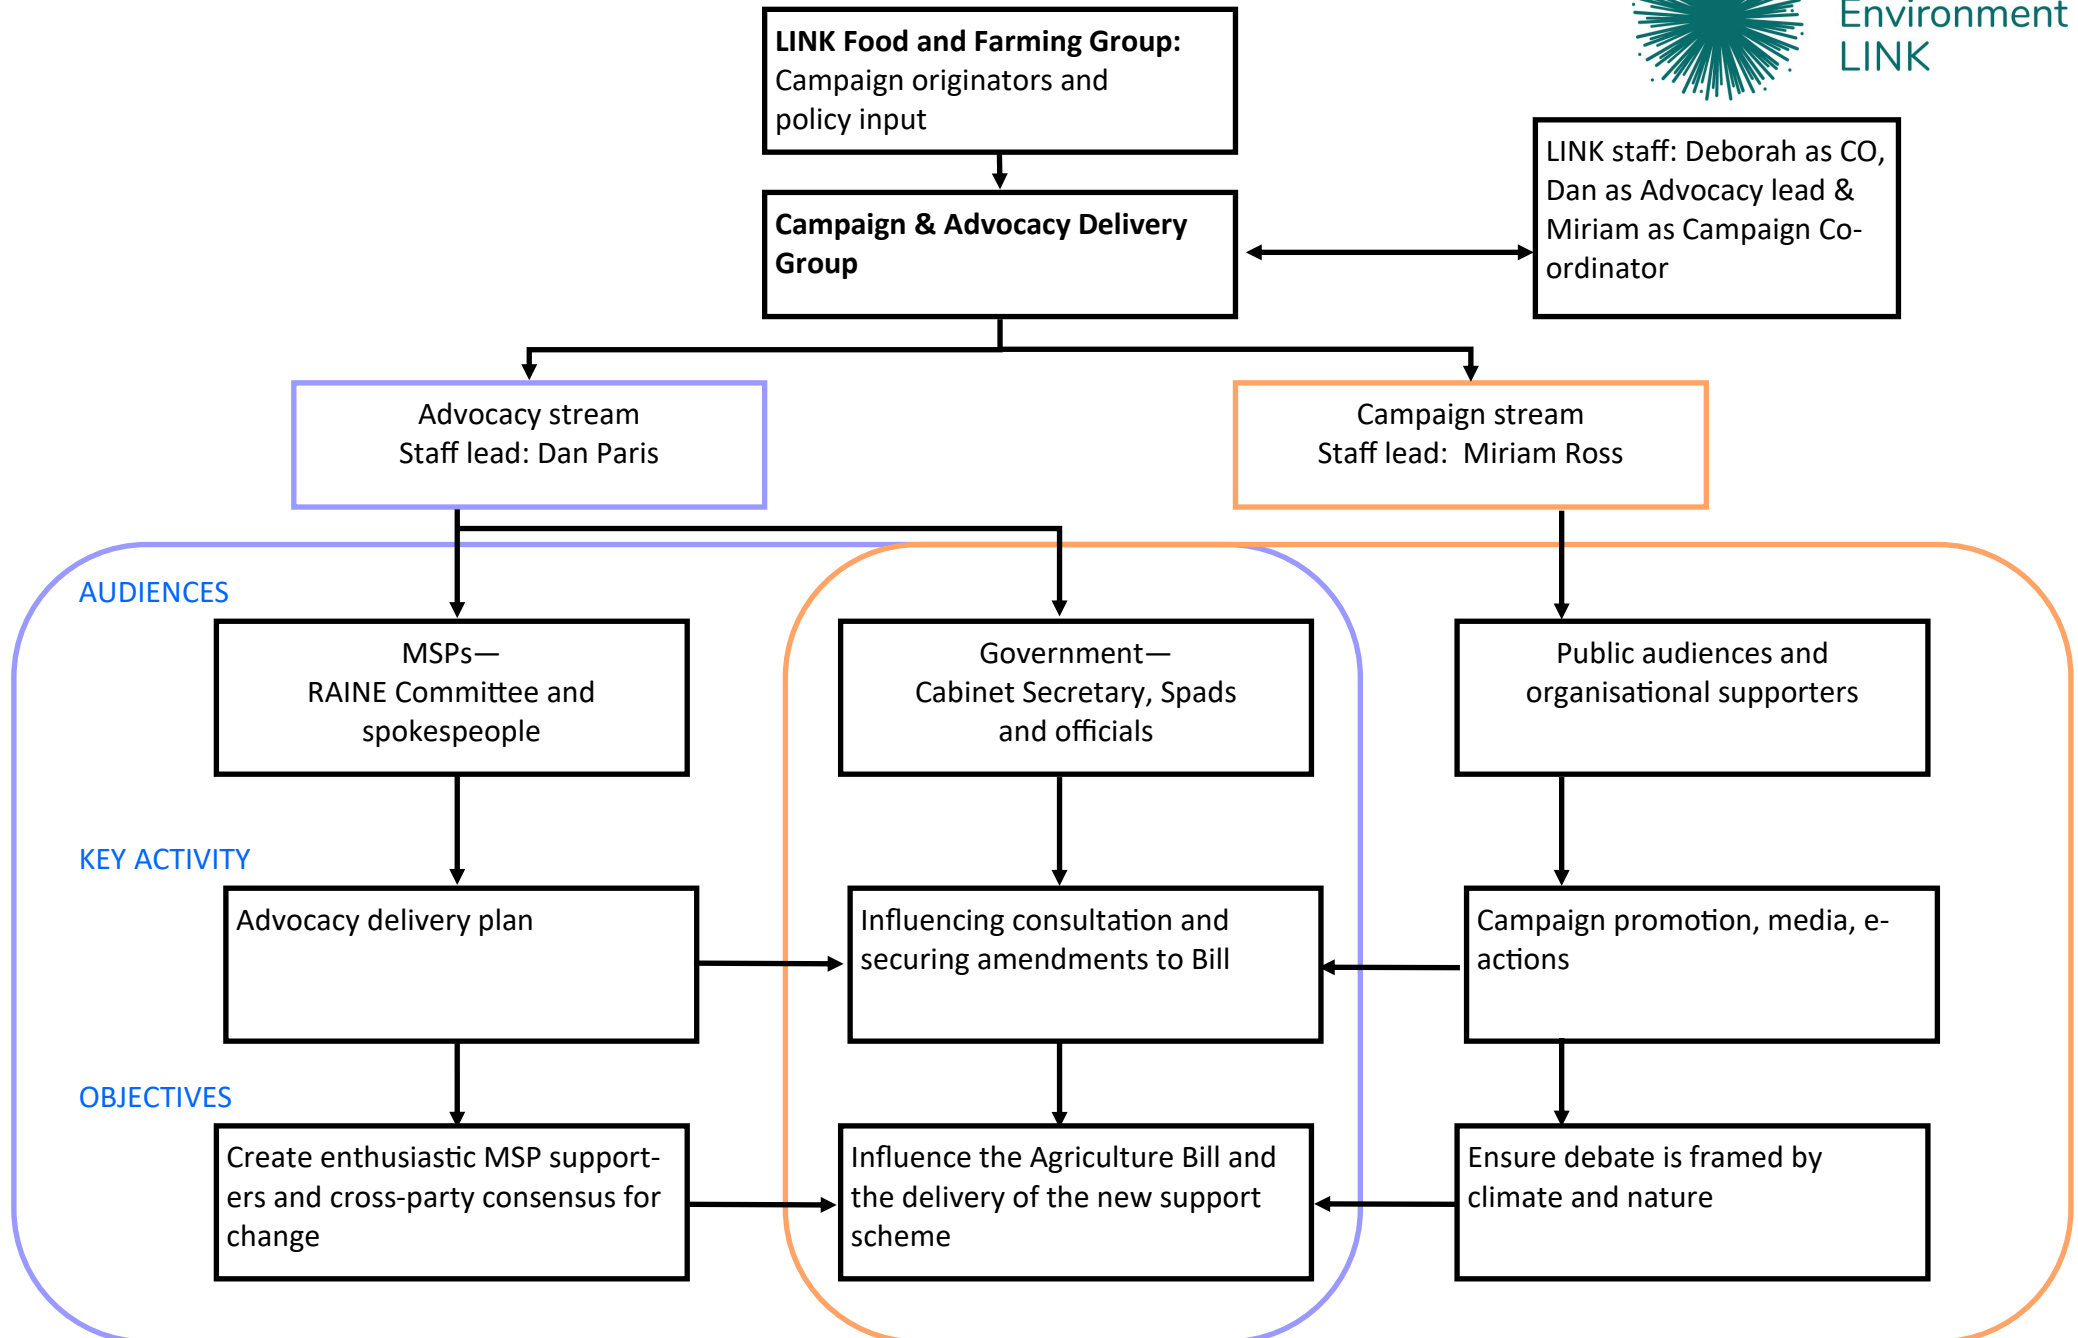 Environment
LINK
LINK Food and Farming Group:
Campaign originators and
policy input
LINK staff: Deborah as CO,
Dan as Advocacy lead &
Miriam as Campaign Co-
ordinator
Campaign & Advocacy Delivery
Group
Advocacy stream
Staff lead: Dan Paris
Campaign stream
Staff lead:  Miriam Ross
AUDIENCES
MSPs—
RAINE Committee and
spokespeople
Government—
Cabinet Secretary, Spads
and officials
Public audiences and
organisational supporters
KEY ACTIVITY
Advocacy delivery plan
Influencing consultation and
securing amendments to Bill
Campaign promotion, media, e-
actions
OBJECTIVES
Create enthusiastic MSP support-
ers and cross-party consensus for
change
Influence the Agriculture Bill and
the delivery of the new support
scheme
Ensure debate is framed by
climate and nature